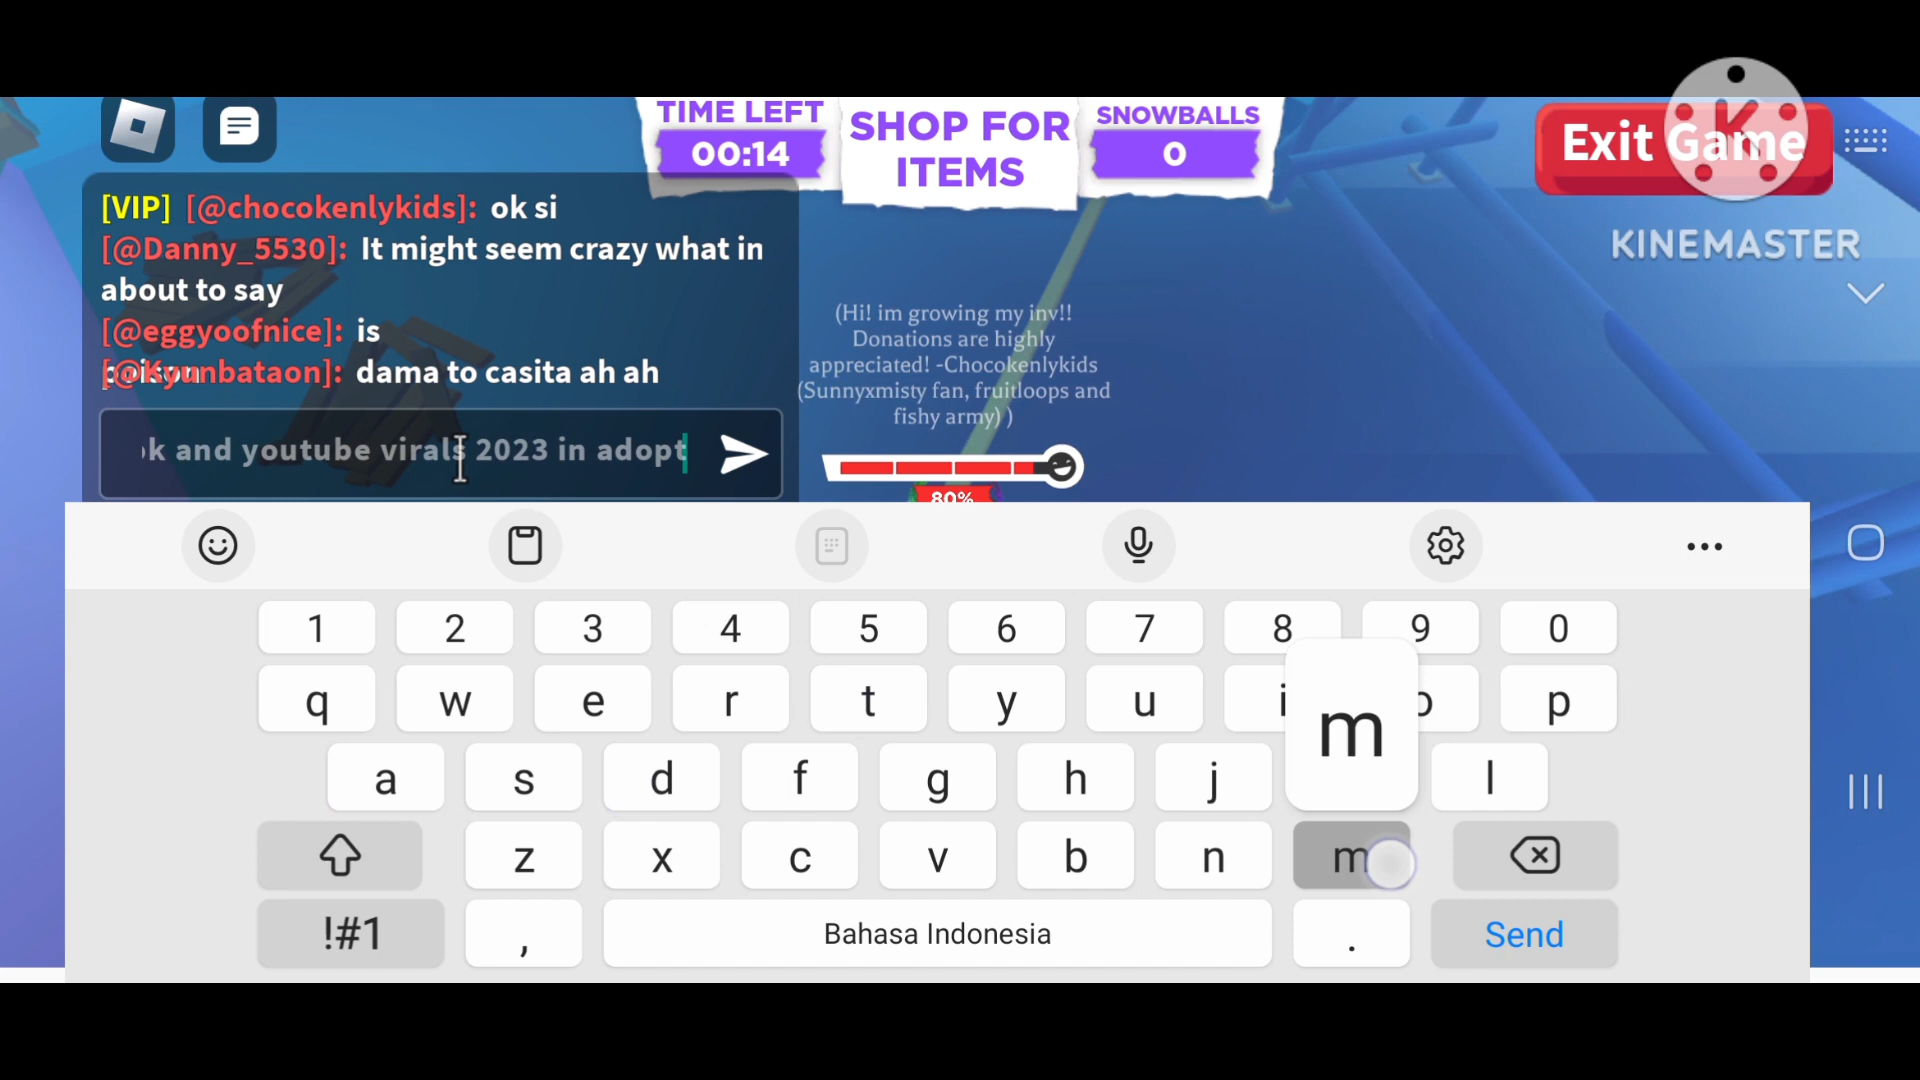 TIME LEFT
00:14
SHOP FOR
ITEMS
SNOWBALLS
0
Exit Game
K
KINEMASTER
[VIP] [@chocokenlykids]: ok si
[@Danny_5530]: It might seem crazy what in
about to say
[@eggyoofnice]: is
[@Kyunbataon]: dama to casita ah ah
k and youtube virals 2023 in adopt
(Hi! im growing my inv!!
Donations are highly
appreciated! -Chocokenlykids
(Sunnyxmisty fan, fruitloops and
fishy army) )
80%
1 2 3 4 5 6 7 8 9 0
q w e r t y u i o p
m
a s d f g h j l
z x c v b n m
!#1 , Bahasa Indonesia . Send